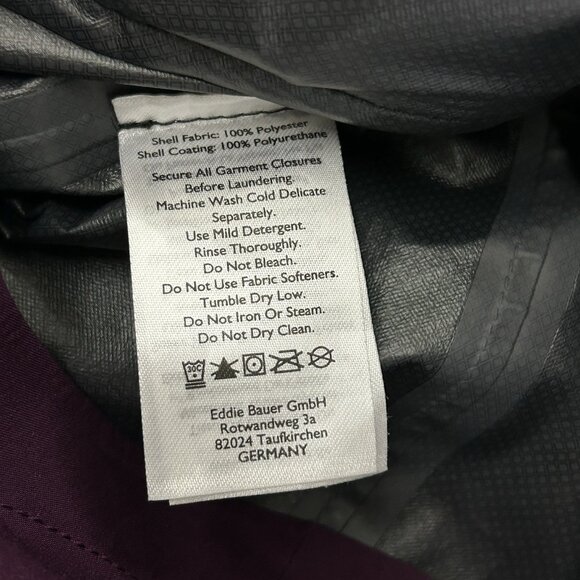 Shell Fabric: 100% Polyester
Shell Coating: 100% Polyurethane
Secure All Garment Closures
Before Laundering.
Machine Wash Cold Delicate
Separately.
Use Mild Detergent.
Rinse Thoroughly.
Do Not Bleach.
Do Not Use Fabric Softeners.
Tumble Dry Low.
Do Not Iron Or Steam.
Do Not Dry Clean.
30C
Eddie Bauer GmbH
Rotwandweg 3a
82024 Taufkirchen
GERMANY